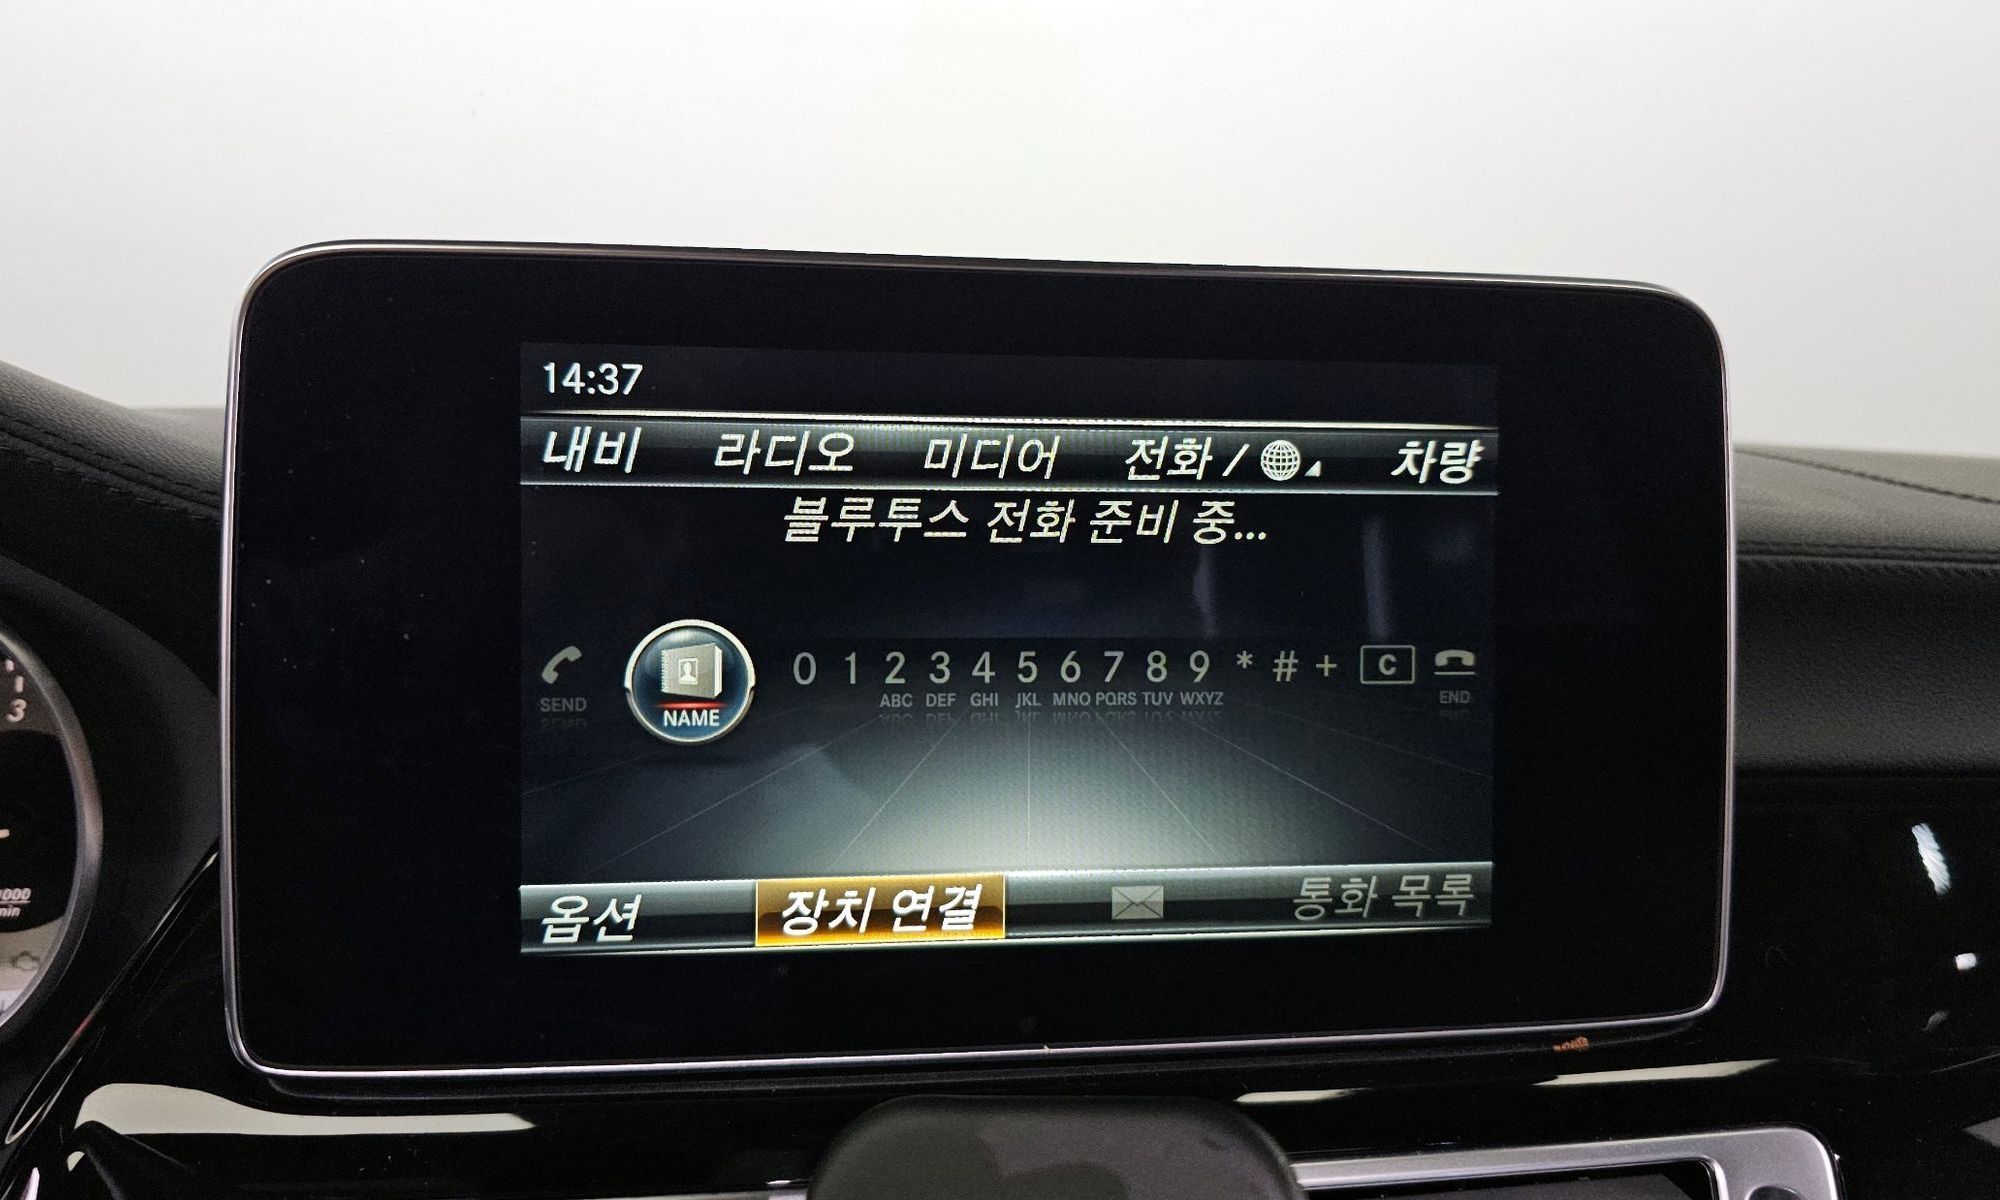 14:37
내비 라디오 미디어 전화 / 차량
블루투스 전화 준비 중...
0 1 2 3 4 5 6 7 8 9 * # + C
SEND NAME ABC DEF GHI JKL MNO PQRS TUV WXYZ END
옵션 장치 연결 통화 목록
3